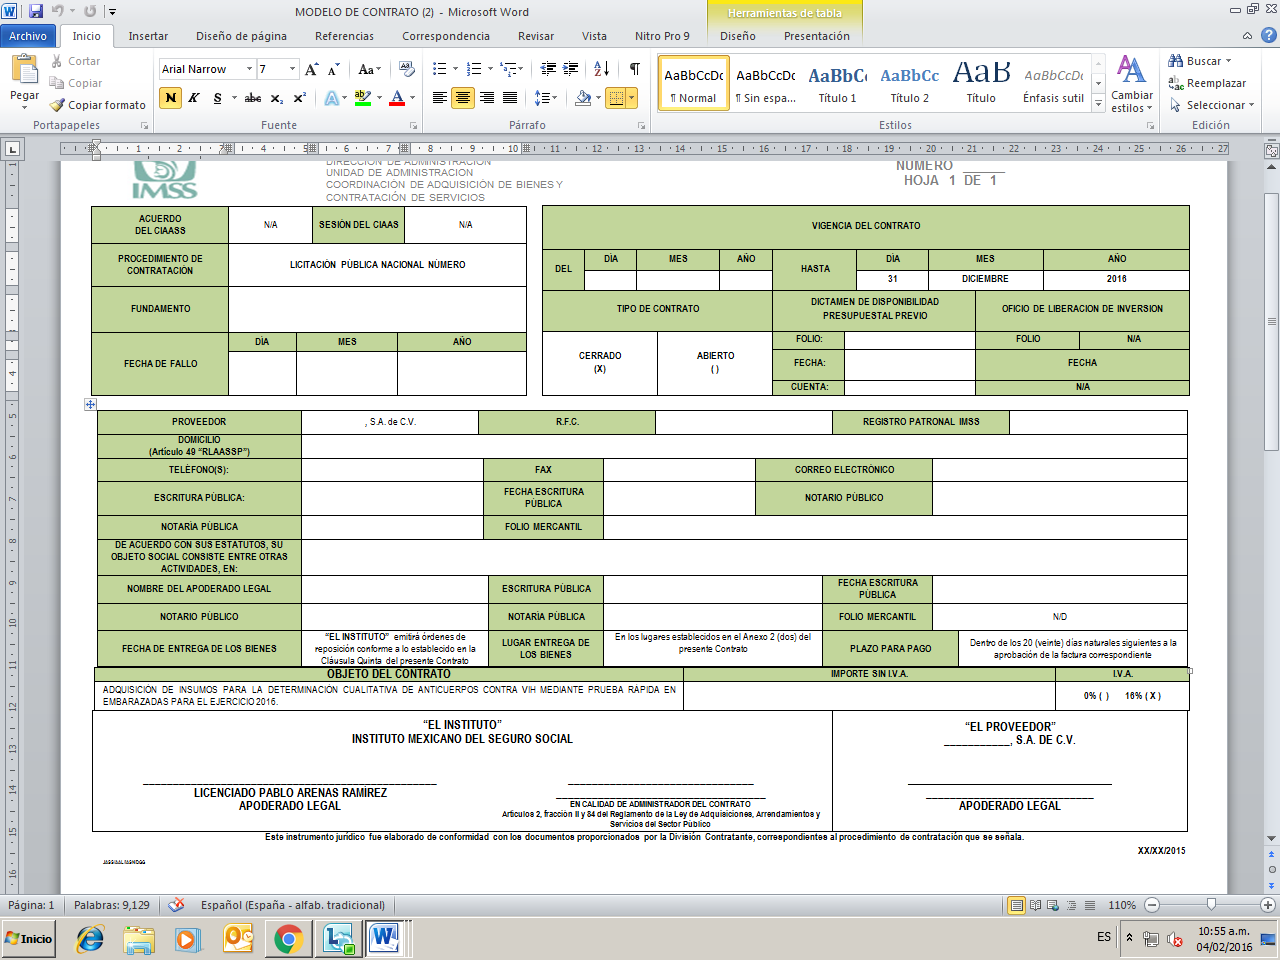 MODELO DE CONTRATO (2) - Microsoft Word
Herramientas de tabla
Archivo Inicio Insertar Diseño de página Referencias Correspondencia Revisar Vista Nitro Pro 9 Diseño Presentación
Pegar
Cortar
Copiar
Copiar formato
Portapapeles
Arial Narrow 7
Fuente
Párrafo
AaBbCcDc AaBbCcDc AaBbC AaBbCc AaB AaBbCcDc
¶ Normal ¶ Sin espa... Título 1 Título 2 Título Énfasis sutil
Cambiar estilos
Estilos
Buscar
Reemplazar
Seleccionar
Edición
IMSS
DIRECCIÓN DE ADMINISTRACIÓN
UNIDAD DE ADMINISTRACIÓN
COORDINACIÓN DE ADQUISICIÓN DE BIENES Y
CONTRATACIÓN DE SERVICIOS
NÚMERO ______
HOJA 1 DE 1
ACUERDO
DEL CIAASS
N/A SESIÓN DEL CIAAS N/A
PROCEDIMIENTO DE
CONTRATACIÓN
LICITACIÓN PÚBLICA NACIONAL NÚMERO
FUNDAMENTO
FECHA DE FALLO
DÍA MES AÑO
VIGENCIA DEL CONTRATO
DEL DÍA MES AÑO HASTA DÍA MES AÑO
31 DICIEMBRE 2016
TIPO DE CONTRATO
DICTAMEN DE DISPONIBILIDAD
PRESUPUESTAL PREVIO
OFICIO DE LIBERACION DE INVERSION
CERRADO
(X)
ABIERTO
( )
FOLIO: FOLIO N/A
FECHA: FECHA
CUENTA: N/A
PROVEEDOR , S.A. de C.V. R.F.C. REGISTRO PATRONAL IMSS
DOMICILIO
(Artículo 49 “RLAASSP”)
TELÉFONO(S): FAX CORREO ELECTRÓNICO
ESCRITURA PÚBLICA:
FECHA ESCRITURA
PÚBLICA
NOTARIO PÚBLICO
NOTARÍA PÚBLICA FOLIO MERCANTIL
DE ACUERDO CON SUS ESTATUTOS, SU
OBJETO SOCIAL CONSISTE ENTRE OTRAS
ACTIVIDADES, EN:
NOMBRE DEL APODERADO LEGAL ESCRITURA PÚBLICA
FECHA ESCRITURA
PÚBLICA
NOTARIO PÚBLICO NOTARÍA PÚBLICA FOLIO MERCANTIL N/D
FECHA DE ENTREGA DE LOS BIENES
“EL INSTITUTO” emitirá órdenes de
reposición conforme a lo establecido en la
Cláusula Quinta del presente Contrato
LUGAR ENTREGA DE
LOS BIENES
En los lugares establecidos en el Anexo 2 (dos) del
presente Contrato
PLAZO PARA PAGO
Dentro de los 20 (veinte) días naturales siguientes a la
aprobación de la factura correspondiente
OBJETO DEL CONTRATO IMPORTE SIN I.V.A. I.V.A.
ADQUISICIÓN DE INSUMOS PARA LA DETERMINACIÓN CUALITATIVA DE ANTICUERPOS CONTRA VIH MEDIANTE PRUEBA RÁPIDA EN
EMBARAZADAS PARA EL EJERCICIO 2016.
0% ( ) 16% ( X )
“EL INSTITUTO”
INSTITUTO MEXICANO DEL SEGURO SOCIAL
LICENCIADO PABLO ARENAS RAMÍREZ
APODERADO LEGAL
EN CALIDAD DE ADMINISTRADOR DEL CONTRATO
Artículos 2, fracción II y 84 del Reglamento de la Ley de Adquisiciones, Arrendamientos y
Servicios del Sector Público
“EL PROVEEDOR”
___________, S.A. DE C.V.
APODERADO LEGAL
Este instrumento jurídico fue elaborado de conformidad con los documentos proporcionados por la División Contratante, correspondientes al procedimiento de contratación que se señala.
XX/XX/2015
Página: 1 Palabras: 9,129 Español (España - alfab. tradicional) 110%
Inicio
ES
10:55 a.m.
04/02/2016